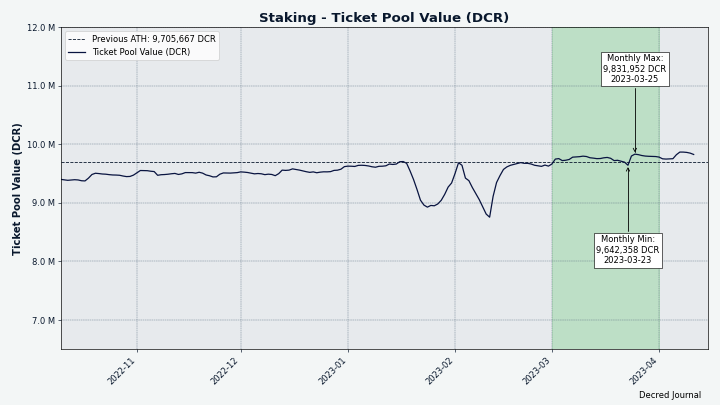 Staking - Ticket Pool Value (DCR)
Previous ATH: 9,705,667 DCR
Ticket Pool Value (DCR)
Ticket Pool Value (DCR)
12.0 M
11.0 M
10.0 M
9.0 M
8.0 M
7.0 M
Monthly Max:
9,831,952 DCR
2023-03-25
Monthly Min:
9,642,358 DCR
2023-03-23
2022-11
2022-12
2023-01
2023-02
2023-03
2023-04
Decred Journal